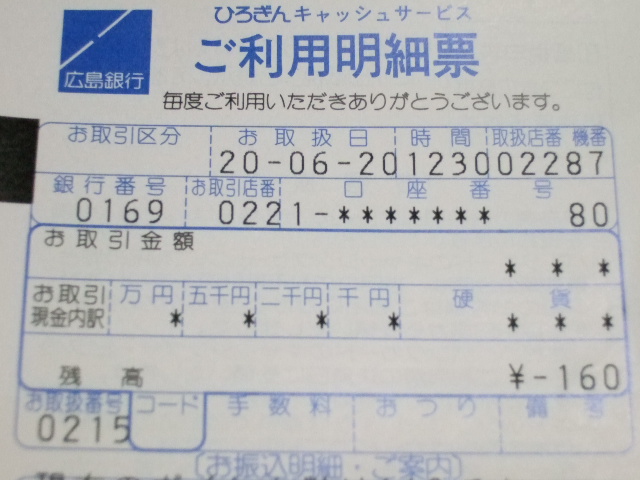 ひろぎんキャッシュサービス
広島銀行
ご利用明細票
毎度ご利用いただきありがとうございます。
お取引区分 お取扱日 時間 取扱店番 機番
20-06-20 1230 02287
銀行番号 お取引店番 口座番号
0169 0221-******* 80
お取引金額
* * *
お取引 万円 五千円 二千円 千円 硬貨
現金内訳 * * * * * * *
残高 ¥-160
お取扱番号 コード 手数料 おつり 備考
0215
(お振込明細・ご案内)